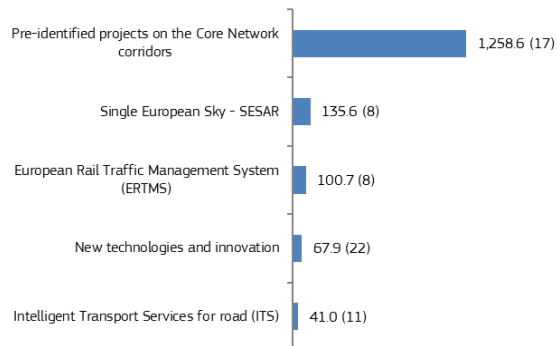 Pre-identified projects on the Core Network
corridors
1,258.6 (17)
Single European Sky - SESAR
135.6 (8)
European Rail Traffic Management System
(ERTMS)
100.7 (8)
New technologies and innovation
67.9 (22)
Intelligent Transport Services for road (ITS)
41.0 (11)